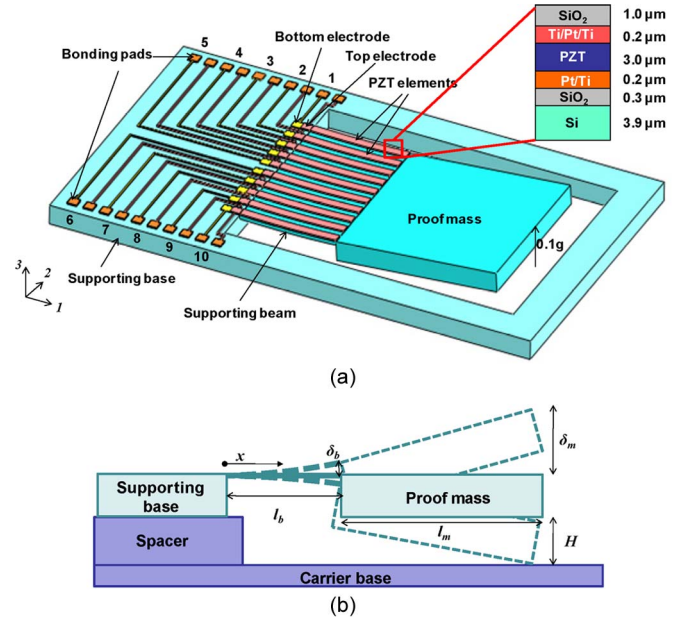 SiO2 1.0 µm
Ti/Pt/Ti 0.2 µm
PZT 3.0 µm
Pt/Ti 0.2 µm
SiO2 0.3 µm
Si 3.9 µm
Bonding pads
5
4
3
2
1
Bottom electrode
Top electrode
PZT elements
Proof mass
0.1g
6
7
8
9
10
Supporting base
Supporting beam
3
2
1
(a)
x
δb
δm
Supporting
base
Proof mass
lb
lm
H
Spacer
Carrier base
(b)